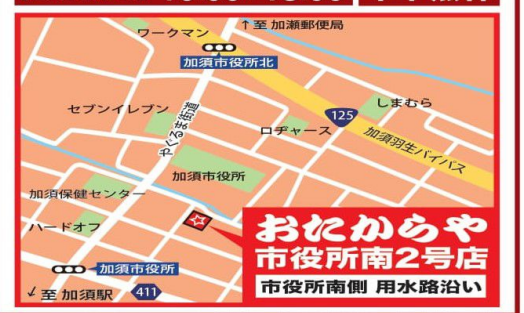 ↑至 加瀬郵便局
ワークマン
加須市役所北
セブンイレブン
やぐるま街道
しまむら
125
ロヂャース
加須羽生バイパス
加須市役所
加須保健センター
ハードオフ
おたからや
市役所南2号店
市役所南側 用水路沿い
加須市役所
↙至 加須駅
411